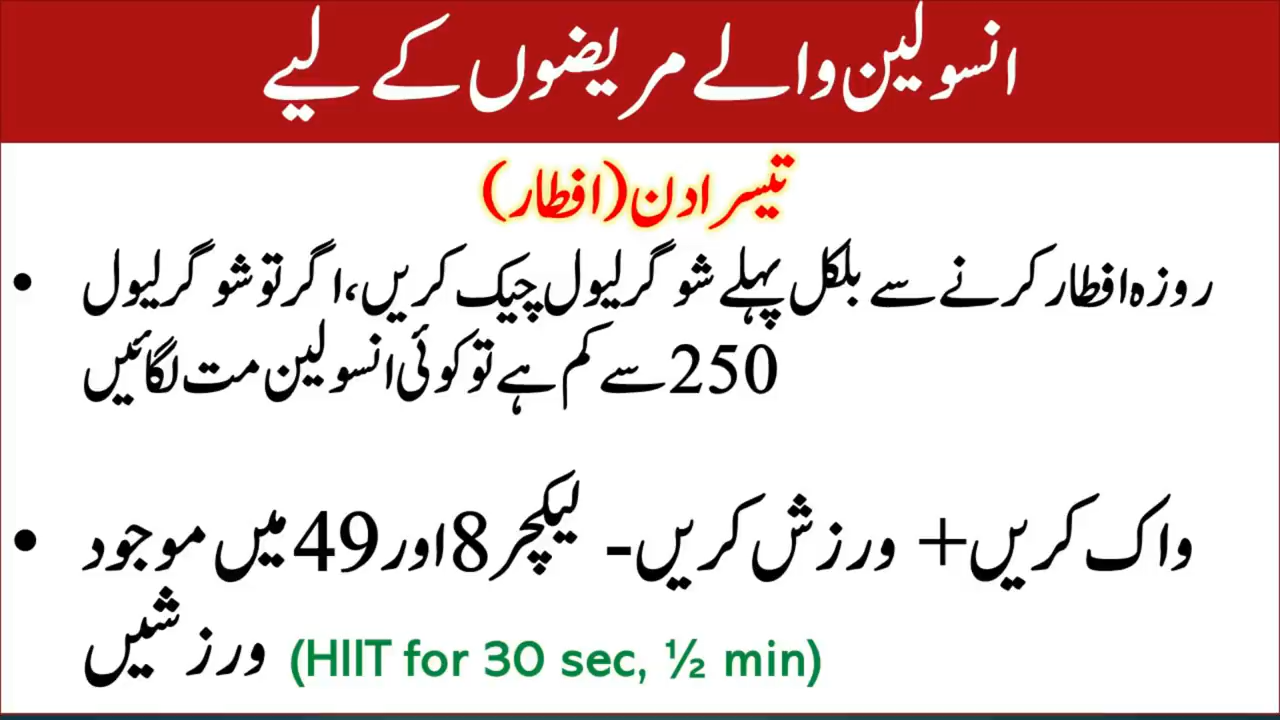 انسولین والے مریضوں کے لیے
تیسرا دن (افطار)
• روزہ افطار کرنے سے بلکل پہلے شوگر لیول چیک کریں، اگر تو شوگر لیول
250 سے کم ہے تو کوئی انسولین مت لگائیں
• واک کریں + ورزش کریں - لیکچر 8 اور 49 میں موجود
ورزشیں (HIIT for 30 sec, ½ min)